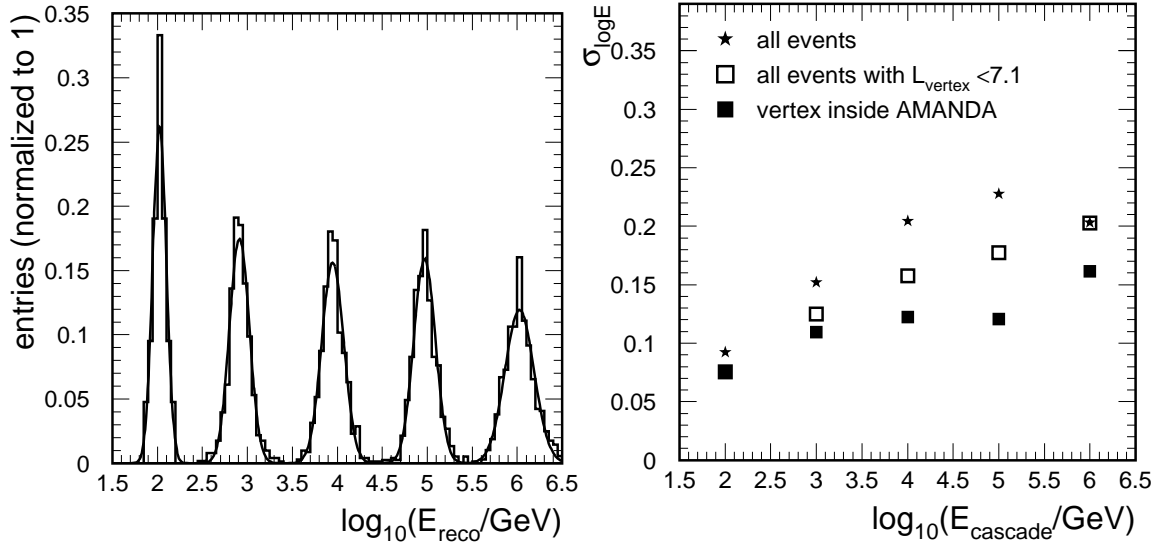 entries (normalized to 1)
0.35
0.3
0.25
0.2
0.15
0.1
0.05
0
1.5 2 2.5 3 3.5 4 4.5 5 5.5 6 6.5
log10(Ereco/GeV)
σlogE
0.35
0.3
0.25
0.2
0.15
0.1
0.05
0
all events
all events with Lvertex <7.1
vertex inside AMANDA
1.5 2 2.5 3 3.5 4 4.5 5 5.5 6 6.5
log10(Ecascade/GeV)